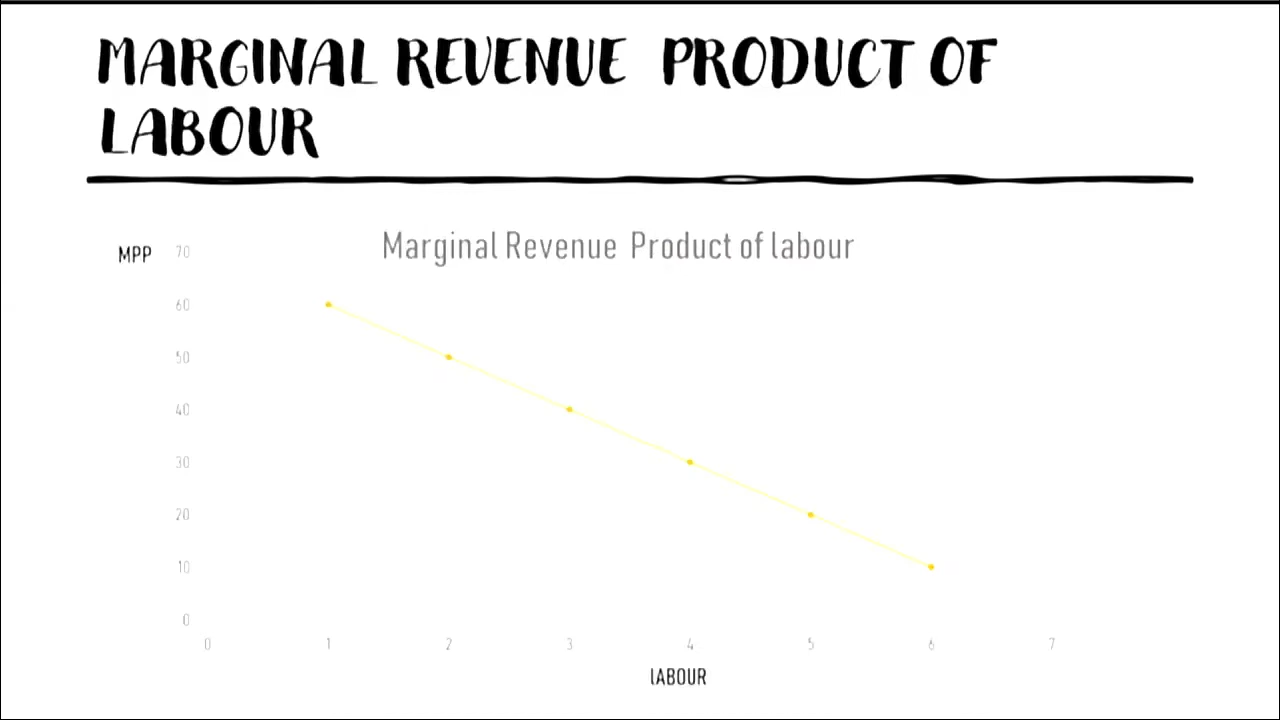 MARGINAL REVENUE PRODUCT OF
LABOUR
Marginal Revenue Product of labour
MPP
70
60
50
40
30
20
10
0
0 1 2 3 4 5 6 7
lABOUR